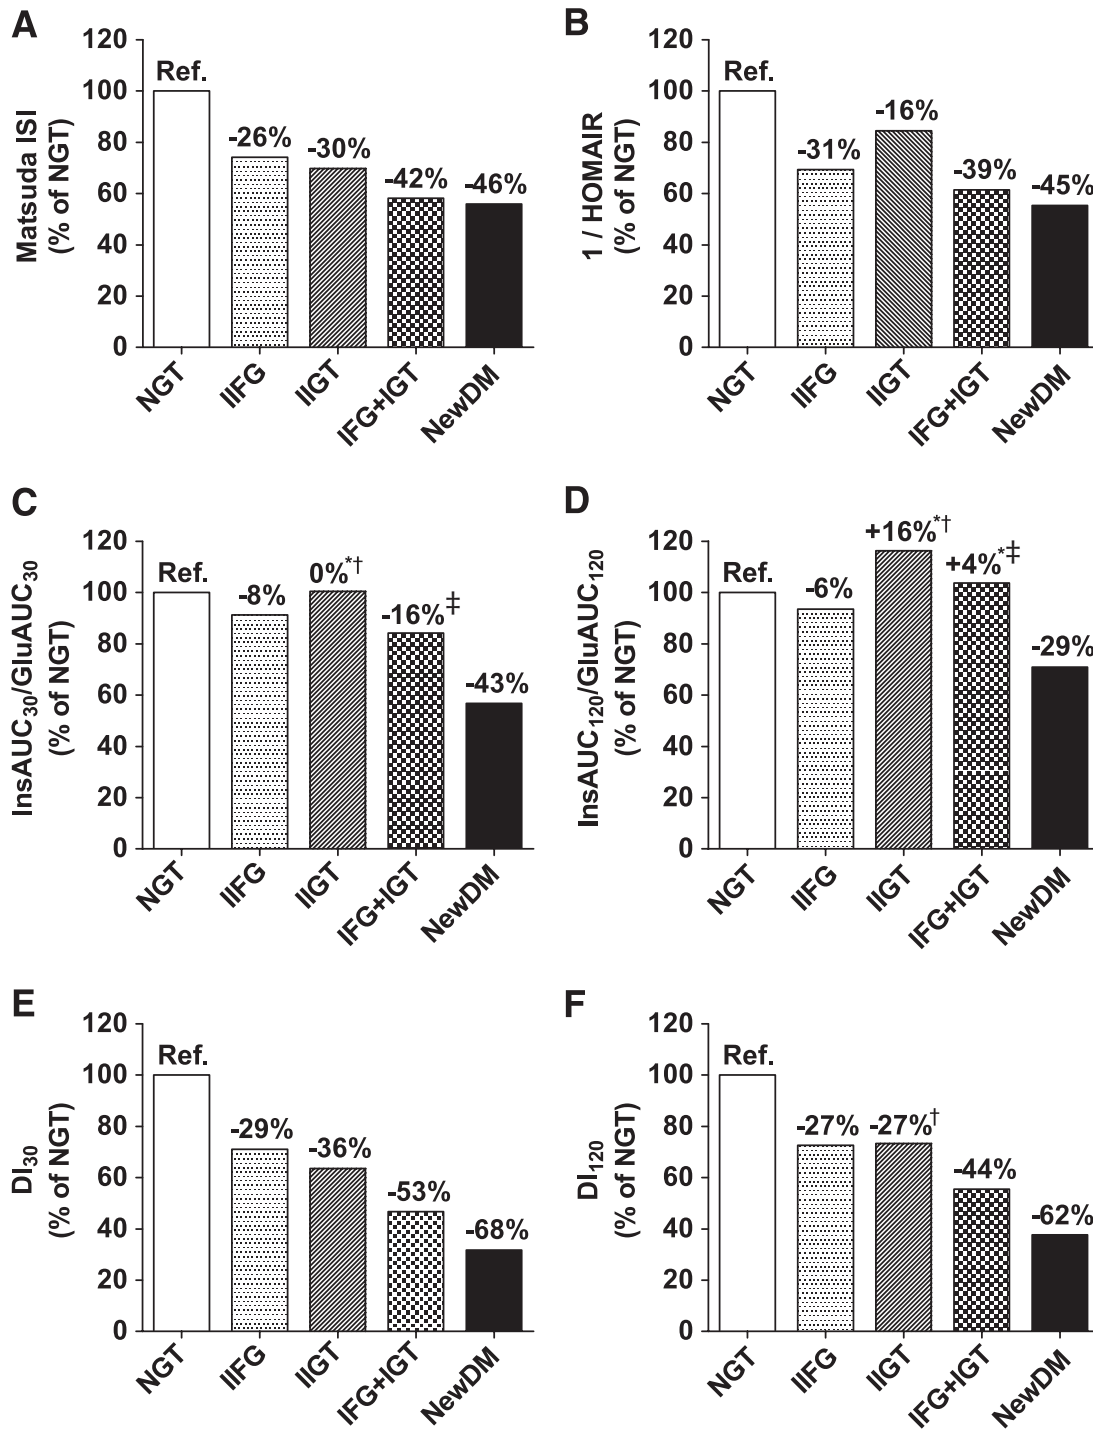 A
Matsuda ISI
(% of NGT)
120
100
80
60
40
20
0
Ref.
-26%
-30%
-42%
-46%
NGT
IIFG
IIGT
IFG+IGT
NewDM
B
1 / HOMAIR
(% of NGT)
120
100
80
60
40
20
0
Ref.
-31%
-16%
-39%
-45%
NGT
IIFG
IIGT
IFG+IGT
NewDM
C
InsAUC30/GluAUC30
(% of NGT)
120
100
80
60
40
20
0
Ref.
-8%
0%*†
-16%‡
-43%
NGT
IIFG
IIGT
IFG+IGT
NewDM
D
InsAUC120/GluAUC120
(% of NGT)
120
100
80
60
40
20
0
Ref.
-6%
+16%*†
+4%*‡
-29%
NGT
IIFG
IIGT
IFG+IGT
NewDM
E
DI30
(% of NGT)
120
100
80
60
40
20
0
Ref.
-29%
-36%
-53%
-68%
NGT
IIFG
IIGT
IFG+IGT
NewDM
F
DI120
(% of NGT)
120
100
80
60
40
20
0
Ref.
-27%
-27%†
-44%
-62%
NGT
IIFG
IIGT
IFG+IGT
NewDM